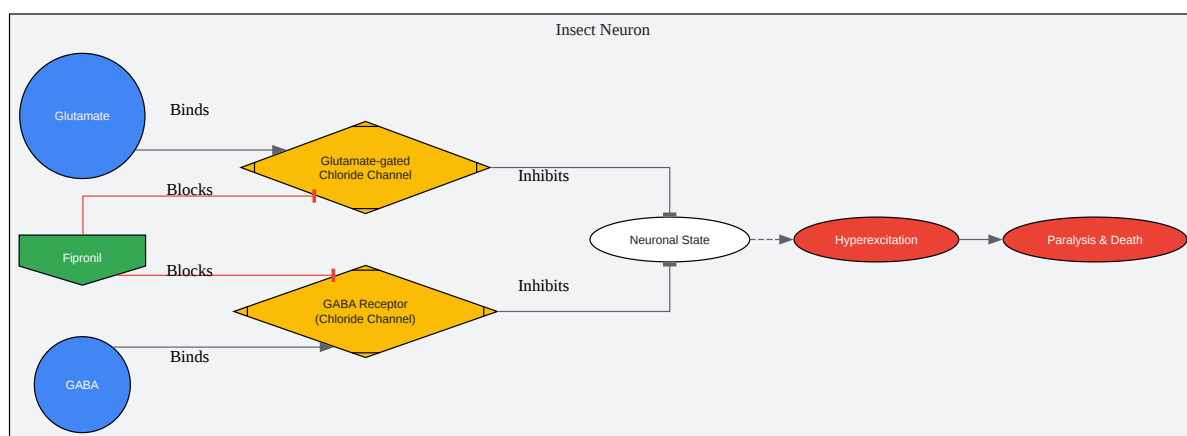 Insect Neuron
Glutamate
Binds
Glutamate-gated
Chloride Channel
Blocks
Inhibits
Fipronil
Neuronal State
Hyperexcitation
Paralysis & Death
Blocks
Inhibits
GABA Receptor
(Chloride Channel)
Binds
GABA